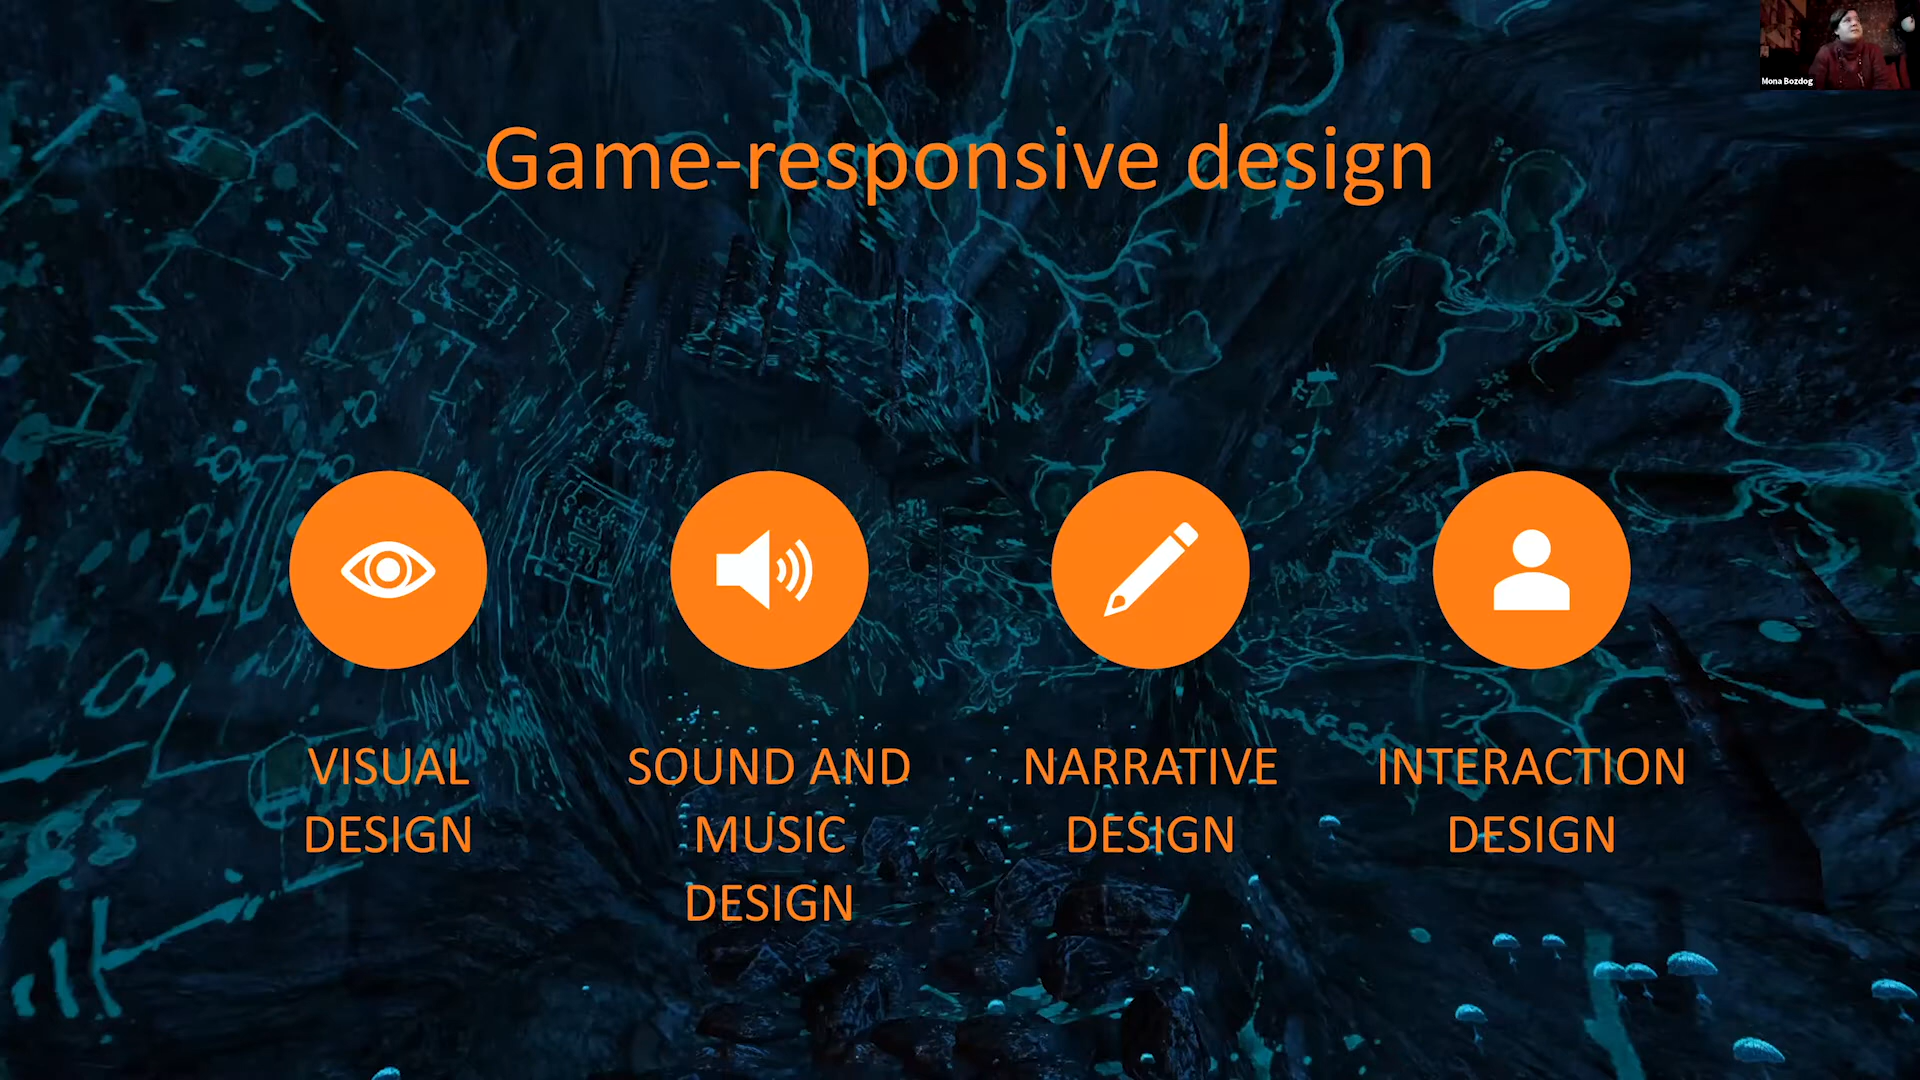 Mona Bozdog
Game-responsive design
VISUAL
DESIGN
SOUND AND
MUSIC
DESIGN
NARRATIVE
DESIGN
INTERACTION
DESIGN